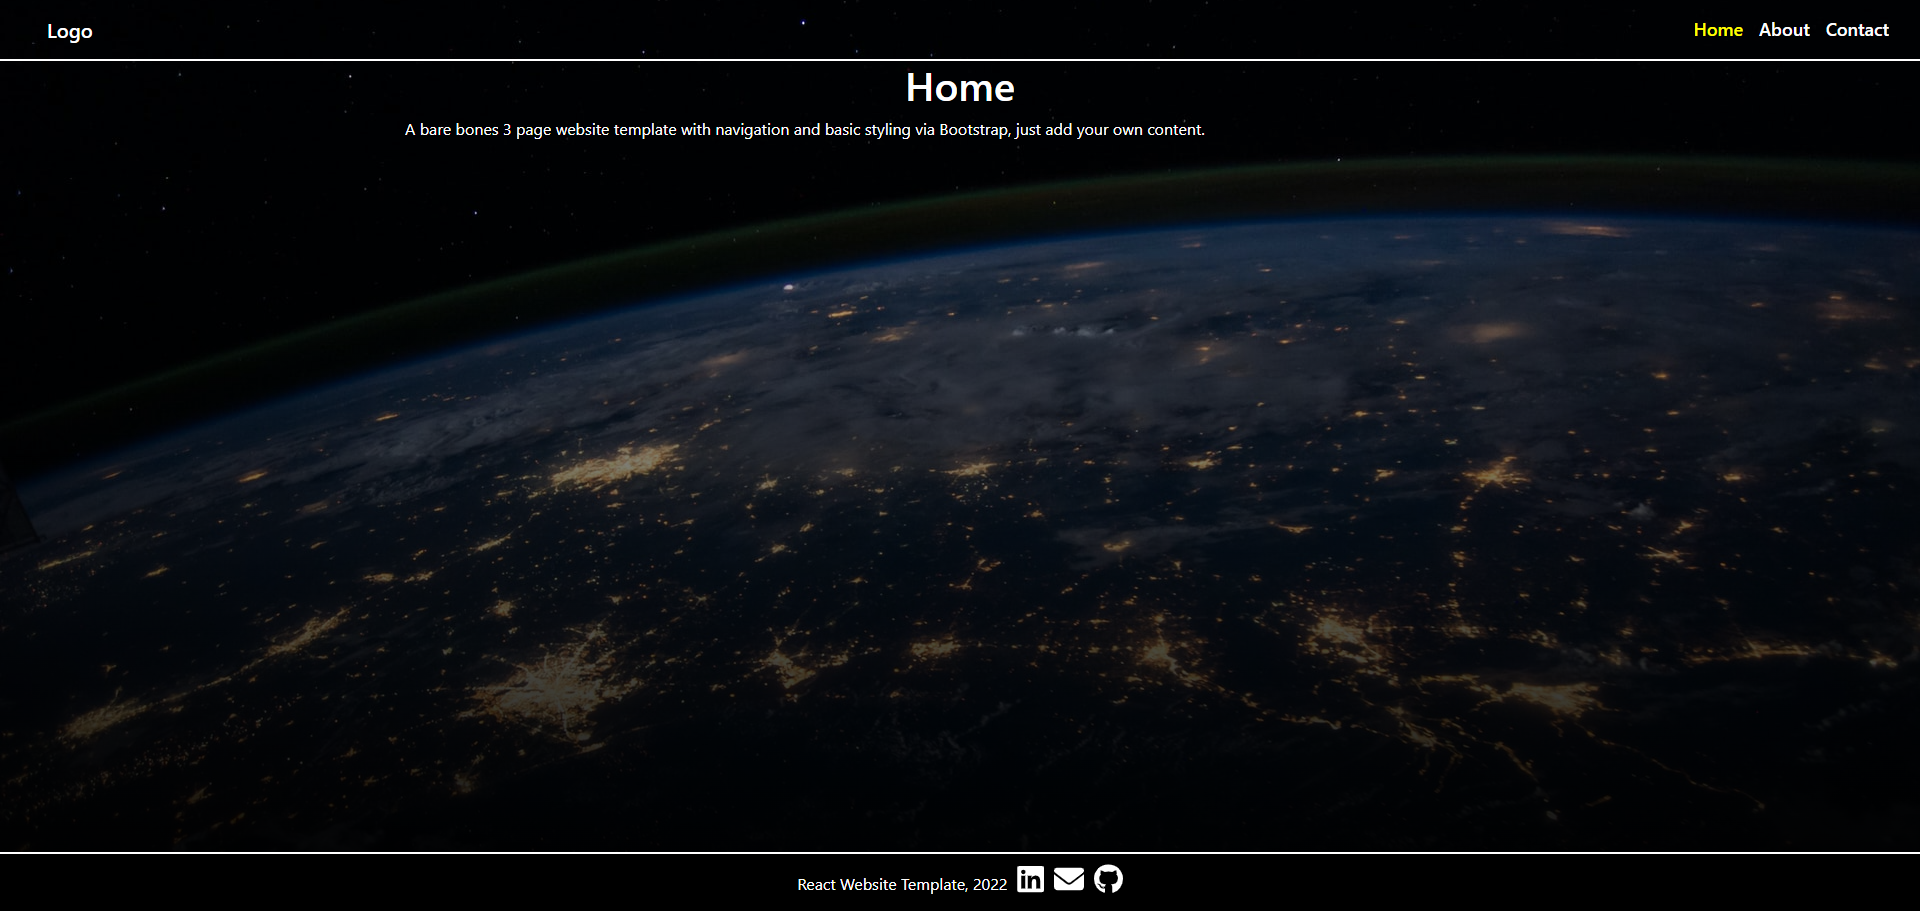 Logo
Home About Contact
Home
A bare bones 3 page website template with navigation and basic styling via Bootstrap, just add your own content.
React Website Template, 2022